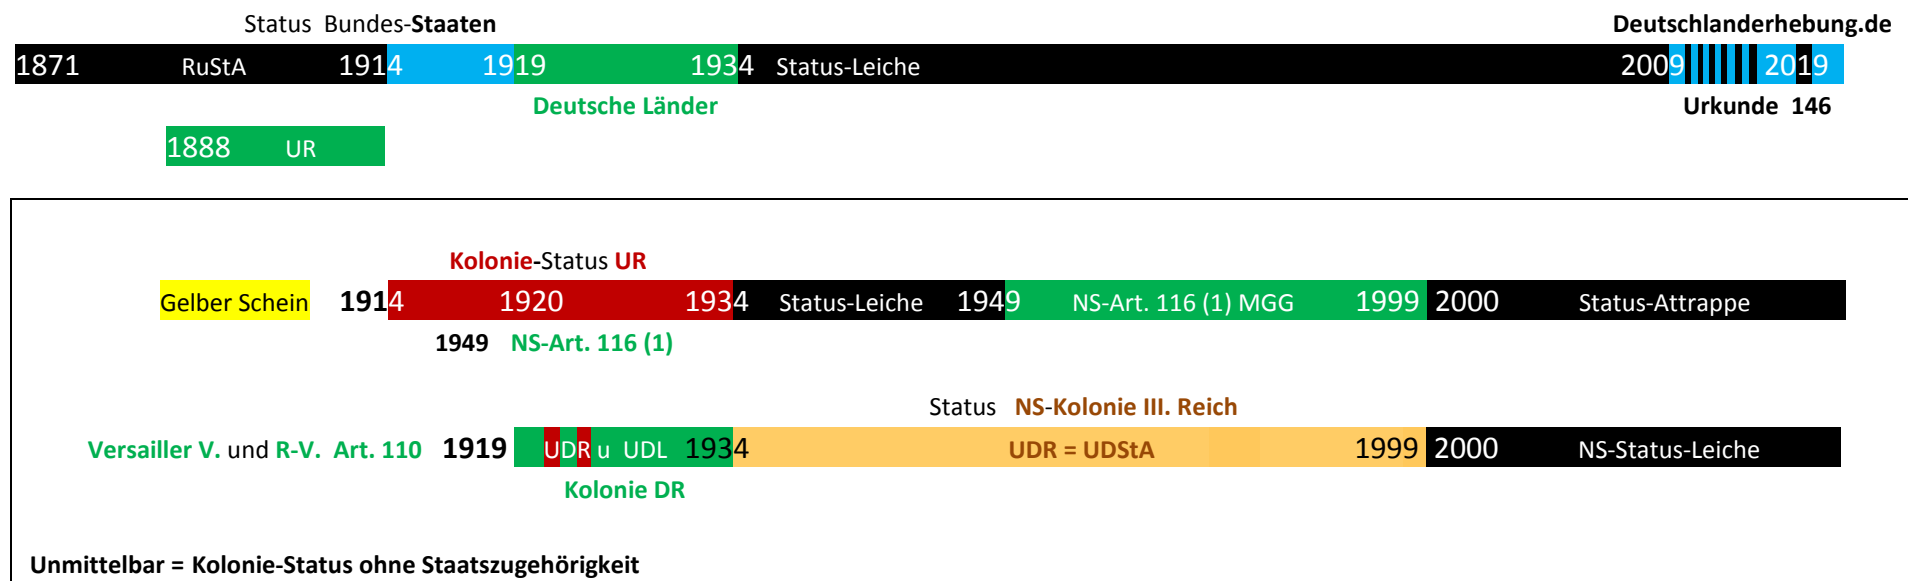 Status Bundes-Staaten Deutschlanderhebung.de
1871 RuStA 1914 1919 1934 Status-Leiche 2009 2019
Deutsche Länder Urkunde 146
1888 UR
Kolonie-Status UR
Gelber Schein 1914 1920 1934 Status-Leiche 1949 NS-Art. 116 (1) MGG 1999 2000 Status-Attrappe
1949 NS-Art. 116 (1)
Status NS-Kolonie III. Reich
Versailler V. und R-V. Art. 110 1919 UDR u UDL 1934 UDR = UDStA 1999 2000 NS-Status-Leiche
Kolonie DR
Unmittelbar = Kolonie-Status ohne Staatszugehörigkeit